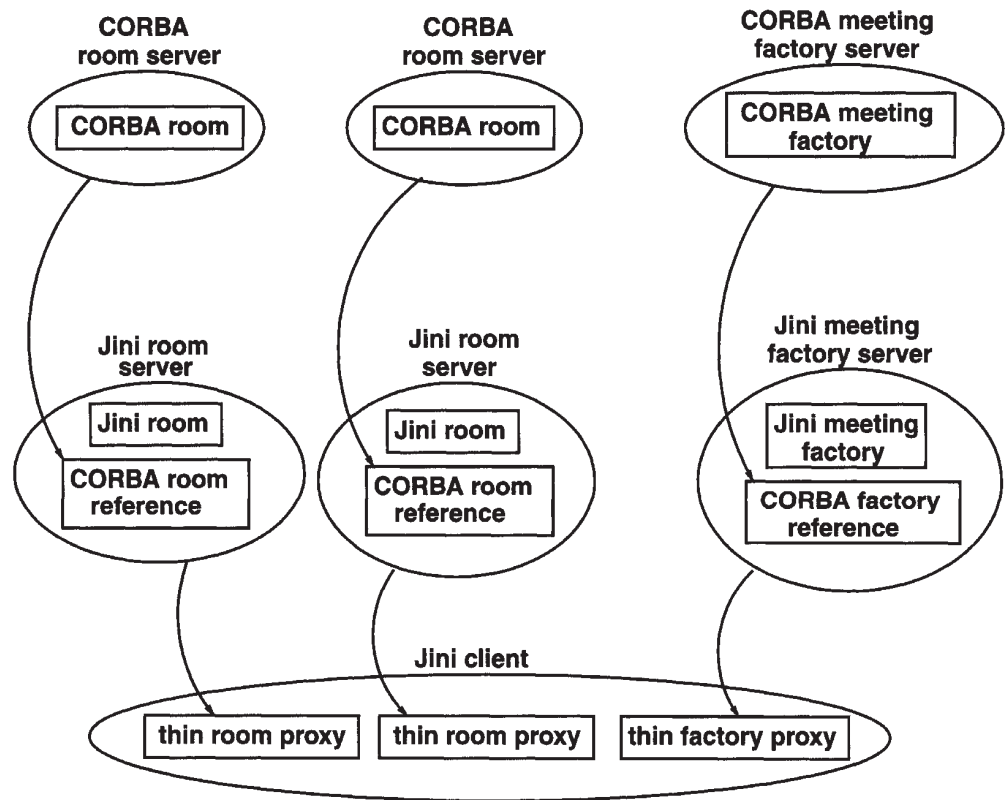 CORBA
room server
CORBA
room server
CORBA meeting
factory server
CORBA room
CORBA room
CORBA meeting
factory
Jini room
server
Jini room
server
Jini meeting
factory server
Jini room
Jini room
Jini meeting
factory
CORBA room
reference
CORBA room
reference
CORBA factory
reference
Jini client
thin room proxy
thin room proxy
thin factory proxy